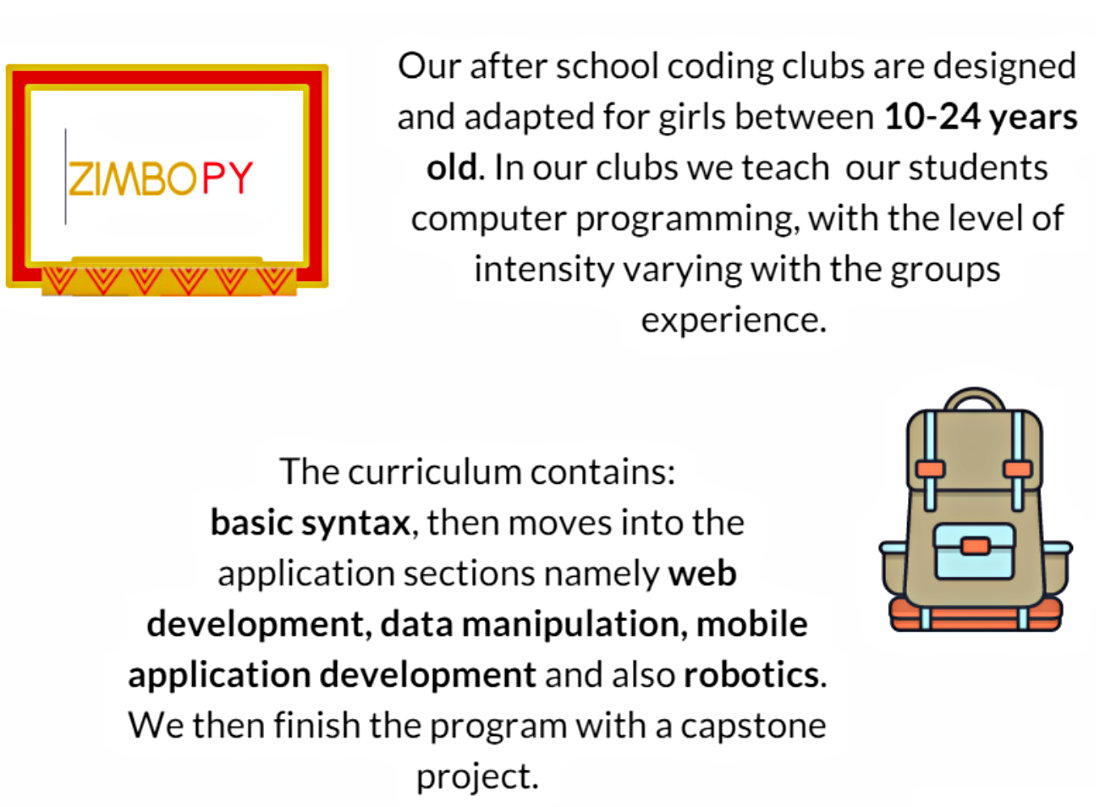 ZIMBOPY
Our after school coding clubs are designed
and adapted for girls between 10-24 years
old. In our clubs we teach our students
computer programming, with the level of
intensity varying with the groups
experience.
The curriculum contains:
basic syntax, then moves into the
application sections namely web
development, data manipulation, mobile
application development and also robotics.
We then finish the program with a capstone
project.